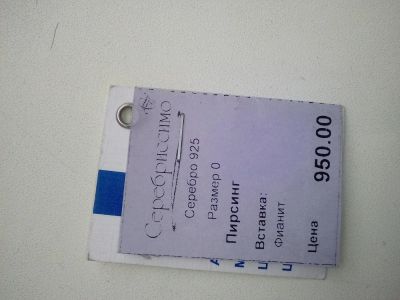 Серебриссимо
Серебро 925
Размер 0
Пирсинг
Вставка:
Фианит
Цена 950.00